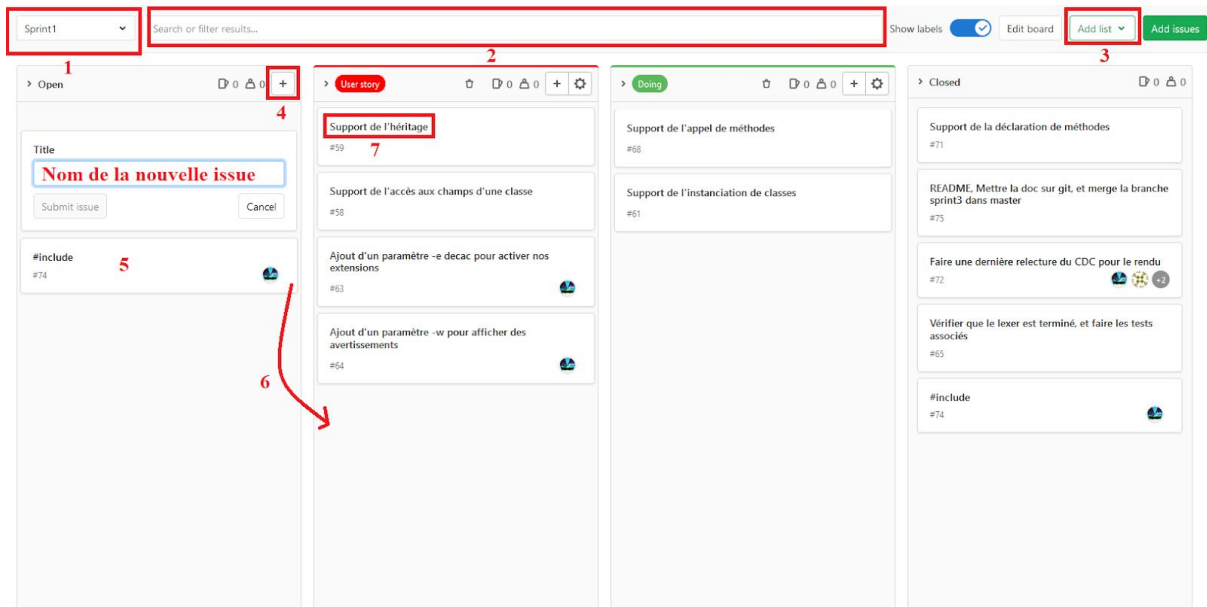 Sprint1
Search or filter results...
Show labels
Edit board
Add list
Add issues
1
2
3
Open
0
0
+
4
Title
Nom de la nouvelle issue
Submit issue
Cancel
#include
#74
5
6
User story
0
0
+
Support de l'héritage
#59
7
Support de l'accès aux champs d'une classe
#58
Ajout d'un paramètre -e decac pour activer nos
extensions
#63
Ajout d'un paramètre -w pour afficher des
avertissements
#64
Doing
0
0
+
Support de l'appel de méthodes
#68
Support de l'instanciation de classes
#61
Closed
0
0
Support de la déclaration de méthodes
#71
README, Mettre la doc sur git, et merge la branche
sprint3 dans master
#75
Faire une dernière relecture du CDC pour le rendu
#72
+2
Vérifier que le lexer est terminé, et faire les tests
associés
#65
#include
#74